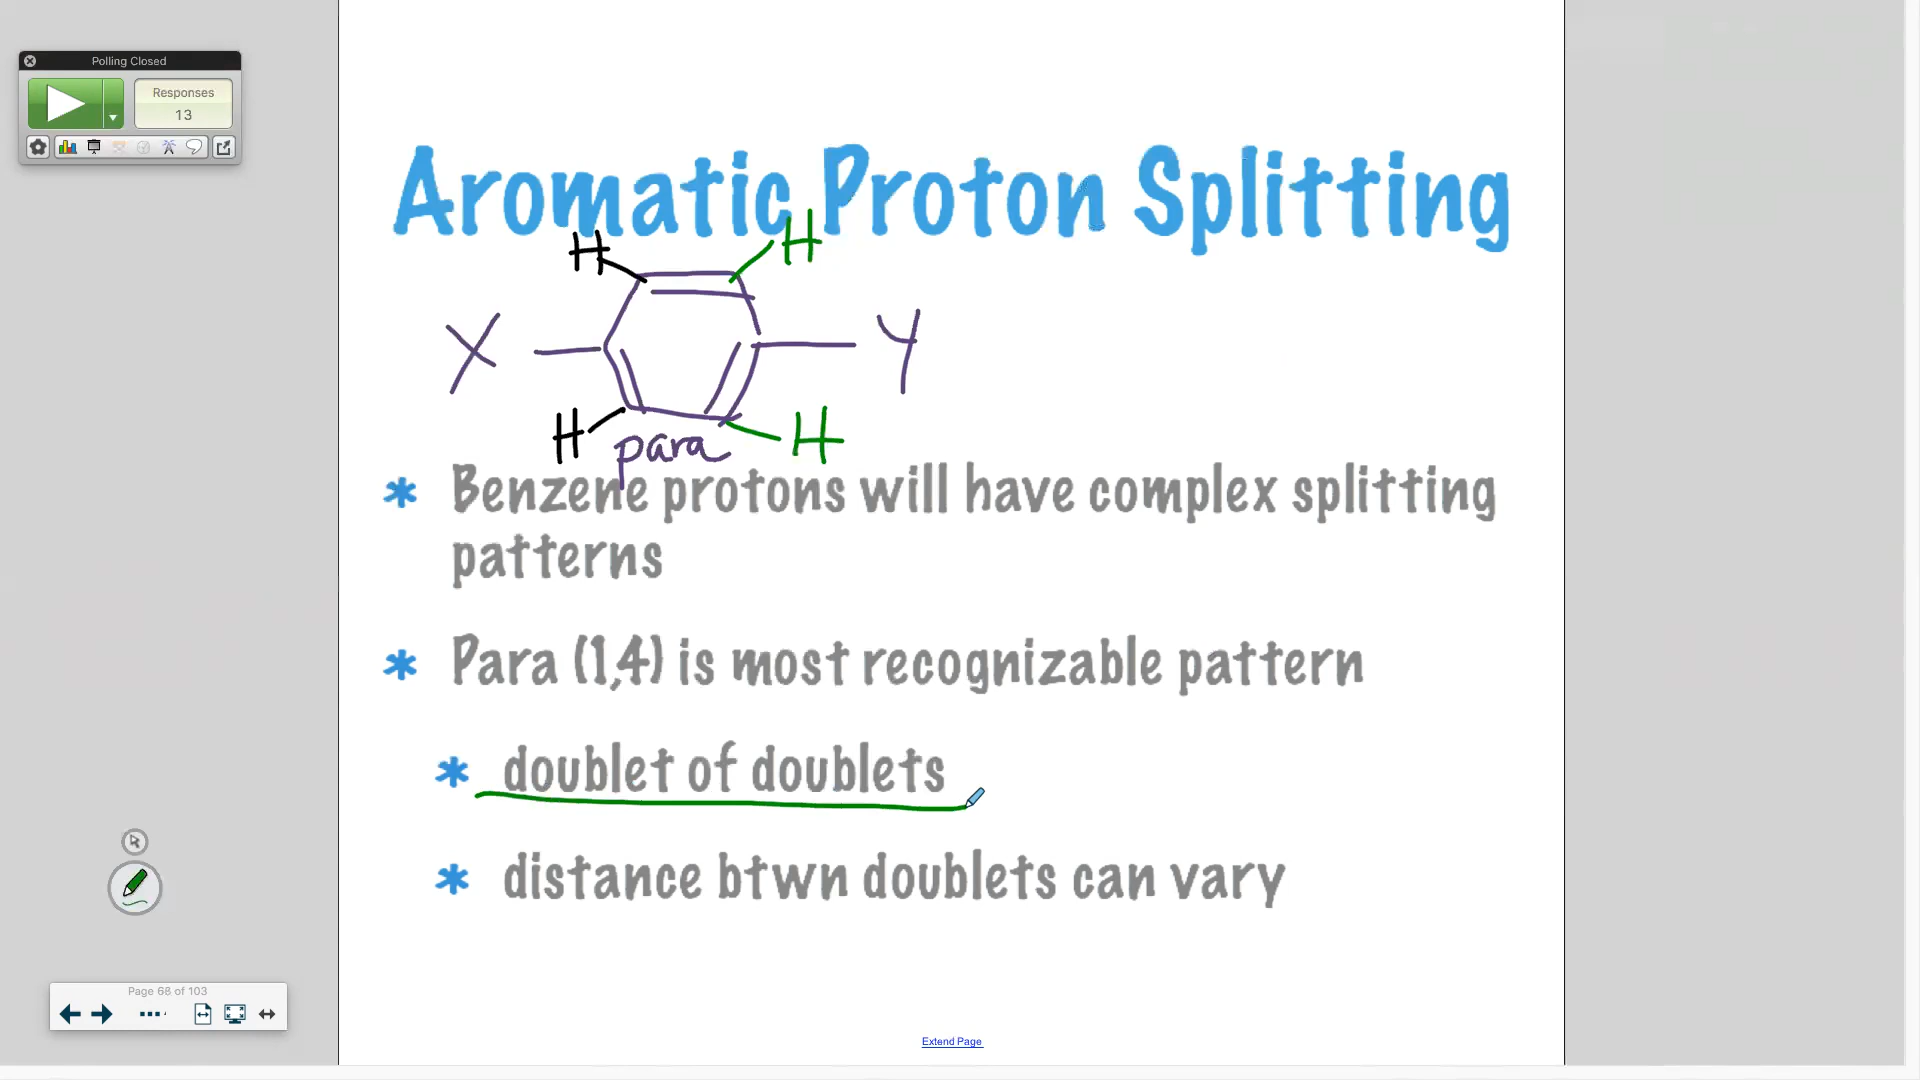 Polling Closed
Responses
13
Aromatic Proton Splitting
H H
X Y
H H
para
* Benzene protons will have complex splitting
patterns
* Para (1,4) is most recognizable pattern
* doublet of doublets
* distance btwn doublets can vary
Page 68 of 103
Extend Page